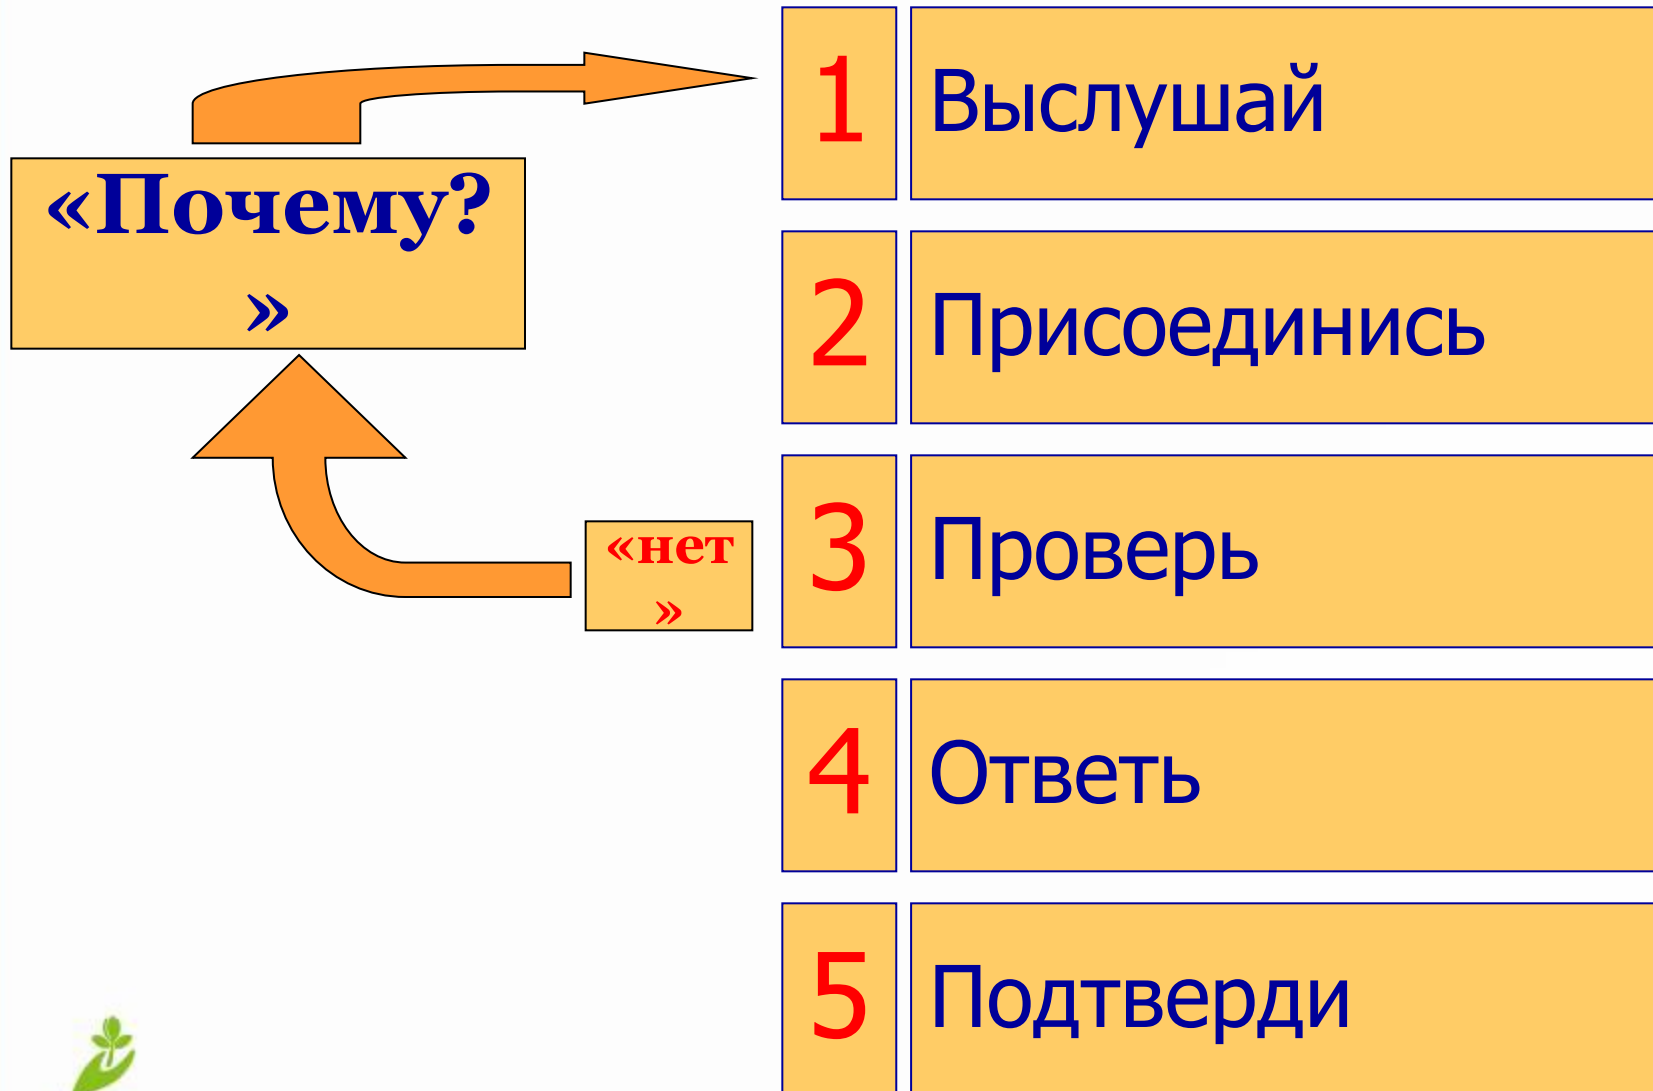 «Почему?
»
«нет
»
1 Выслушай
2 Присоединись
3 Проверь
4 Ответь
5 Подтверди